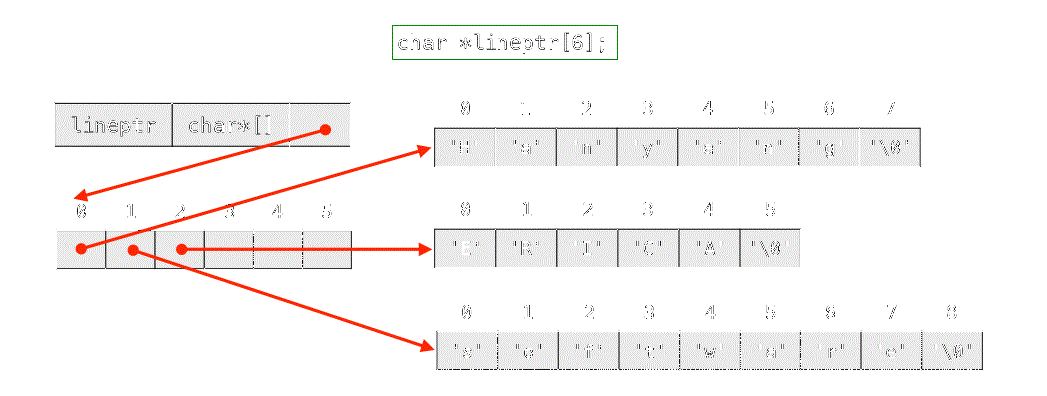 char *lineptr[6];
lineptr char*[]
0 1 2 3 4 5 6 7
'H' 'a' 'n' 'y' 'a' 'n' 'g' '\0'
0 1 2 3 4 5
0 1 2 3 4 5
'E' 'R' 'I' 'C' 'A' '\0'
0 1 2 3 4 5 6 7 8
's' 'o' 'f' 't' 'w' 'a' 'r' 'e' '\0'